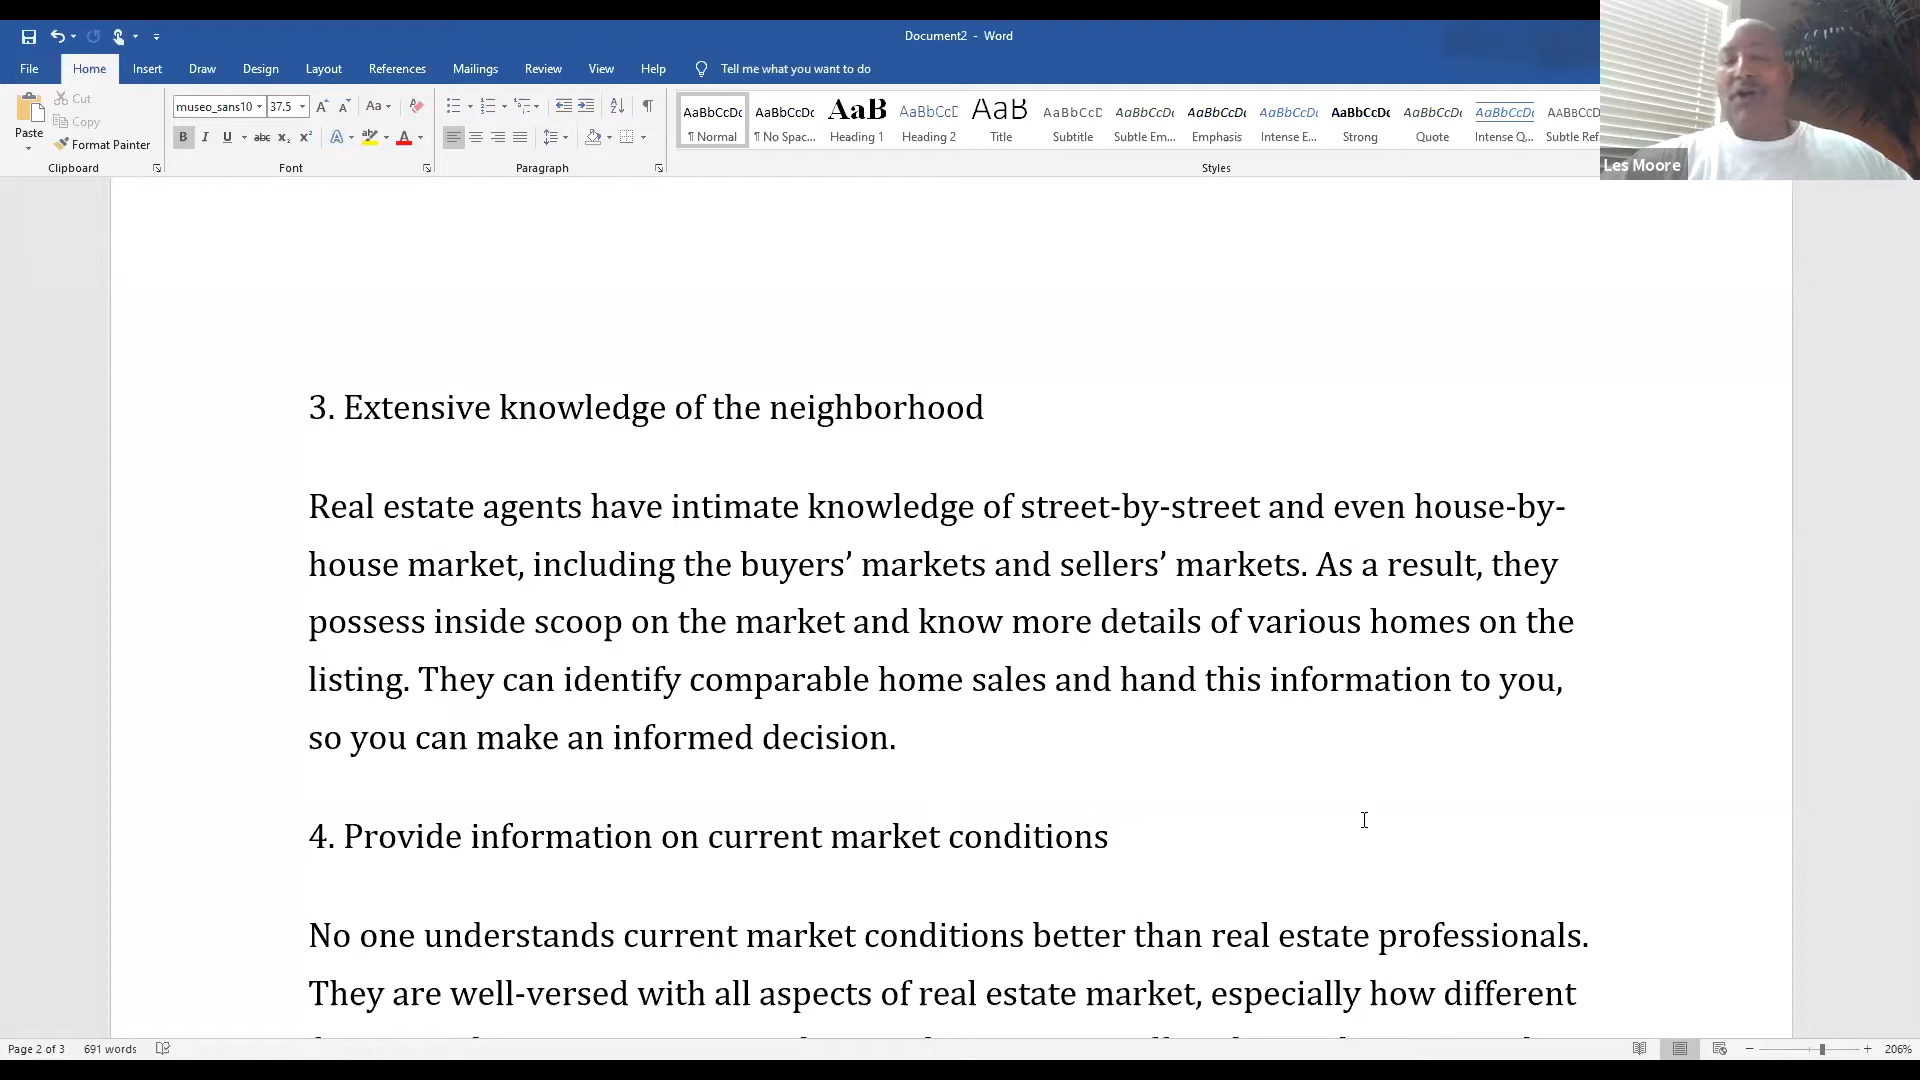 Document2 - Word
File Home Insert Draw Design Layout References Mailings Review View Help Tell me what you want to do
Paste
Cut
Copy
Format Painter
Clipboard
museo_sans10 37.5
Font
Paragraph
AaBbCcDc AaBbCcDc AaB AaBbCcE AaB AaBbCcD AaBbCcDc AaBbCcDc AaBbCcDc AaBbCcDc AaBbCcDc AaBbCcDc AaBbCcD
¶ Normal ¶ No Spac... Heading 1 Heading 2 Title Subtitle Subtle Em... Emphasis Intense E... Strong Quote Intense Q... Subtle Ref
Styles
Les Moore
3. Extensive knowledge of the neighborhood
Real estate agents have intimate knowledge of street-by-street and even house-by-
house market, including the buyers’ markets and sellers’ markets. As a result, they
possess inside scoop on the market and know more details of various homes on the
listing. They can identify comparable home sales and hand this information to you,
so you can make an informed decision.
4. Provide information on current market conditions
No one understands current market conditions better than real estate professionals.
They are well-versed with all aspects of real estate market, especially how different
Page 2 of 3 691 words
206%